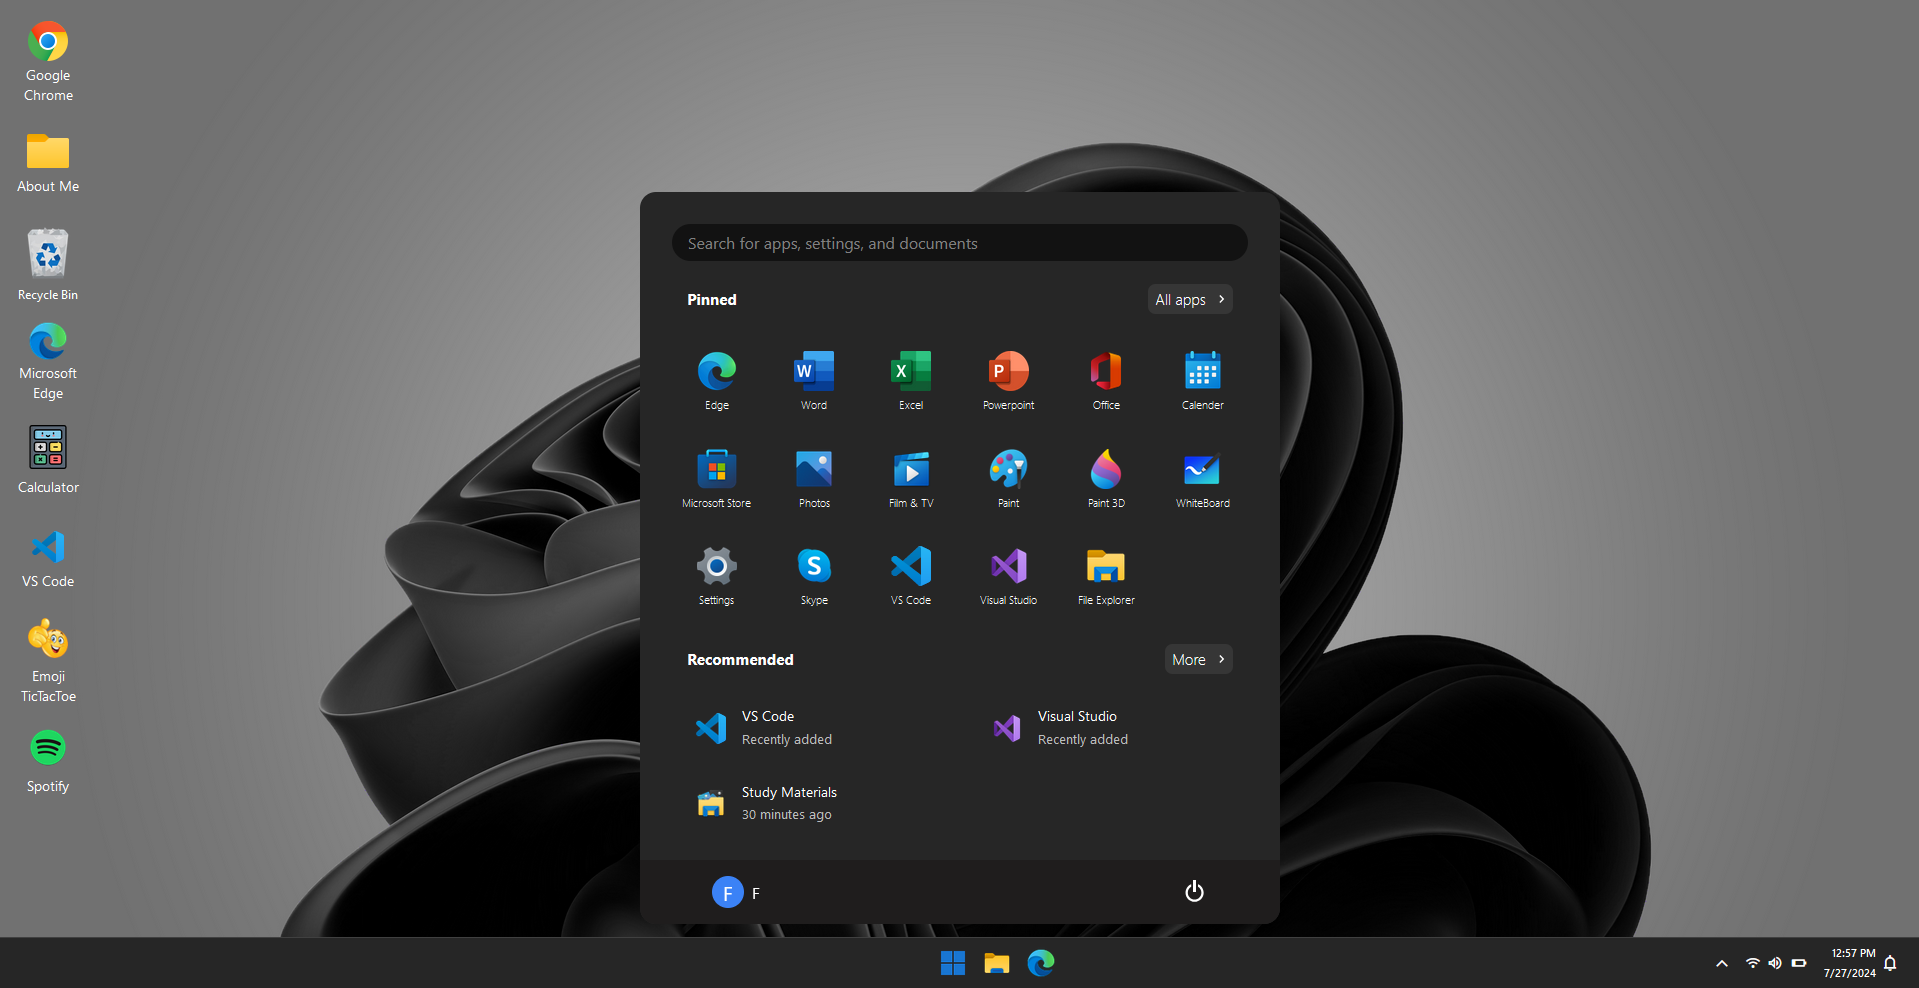 Google
Chrome
About Me
Recycle Bin
Microsoft
Edge
Calculator
VS Code
Emoji
TicTacToe
Spotify
Search for apps, settings, and documents
Pinned
All apps
Edge
W
Word
X
Excel
P
Powerpoint
Office
Calender
Microsoft Store
Photos
Film & TV
Paint
Paint 3D
WhiteBoard
Settings
S
Skype
VS Code
Visual Studio
File Explorer
Recommended
More
VS Code
Recently added
Visual Studio
Recently added
Study Materials
30 minutes ago
F F
12:57 PM
7/27/2024